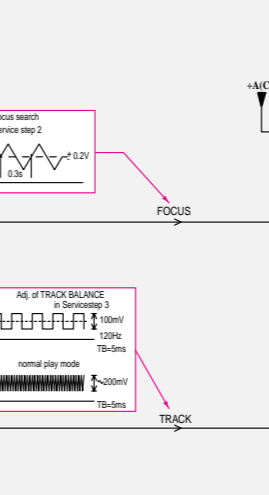 +A(C
ocus search
ervice step 2
± 0.2V
0.3s
FOCUS
Adj. of TRACK BALANCE
in Servicestep 3
100mV
120Hz
TB=5ms
normal play mode
~200mV
TB=5ms
TRACK